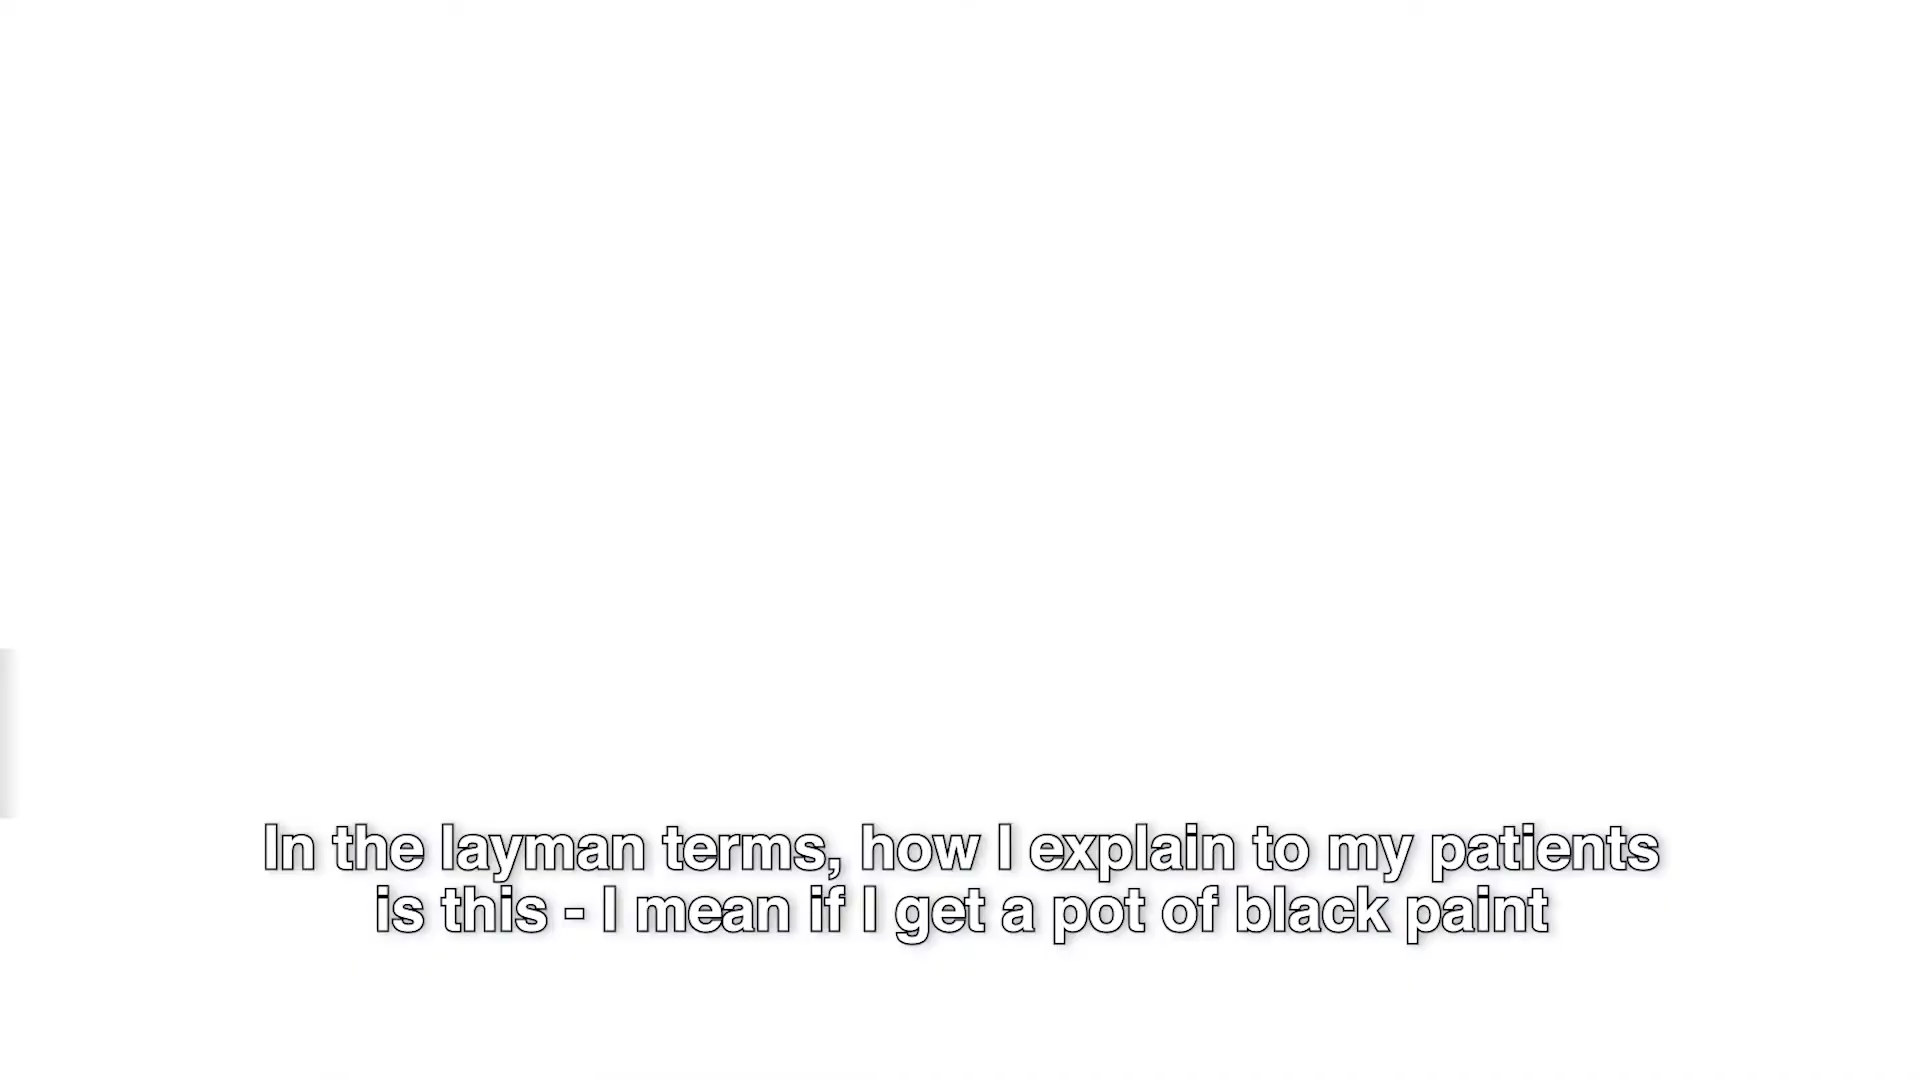 In the layman terms, how I explain to my patients
is this - I mean if I get a pot of black paint